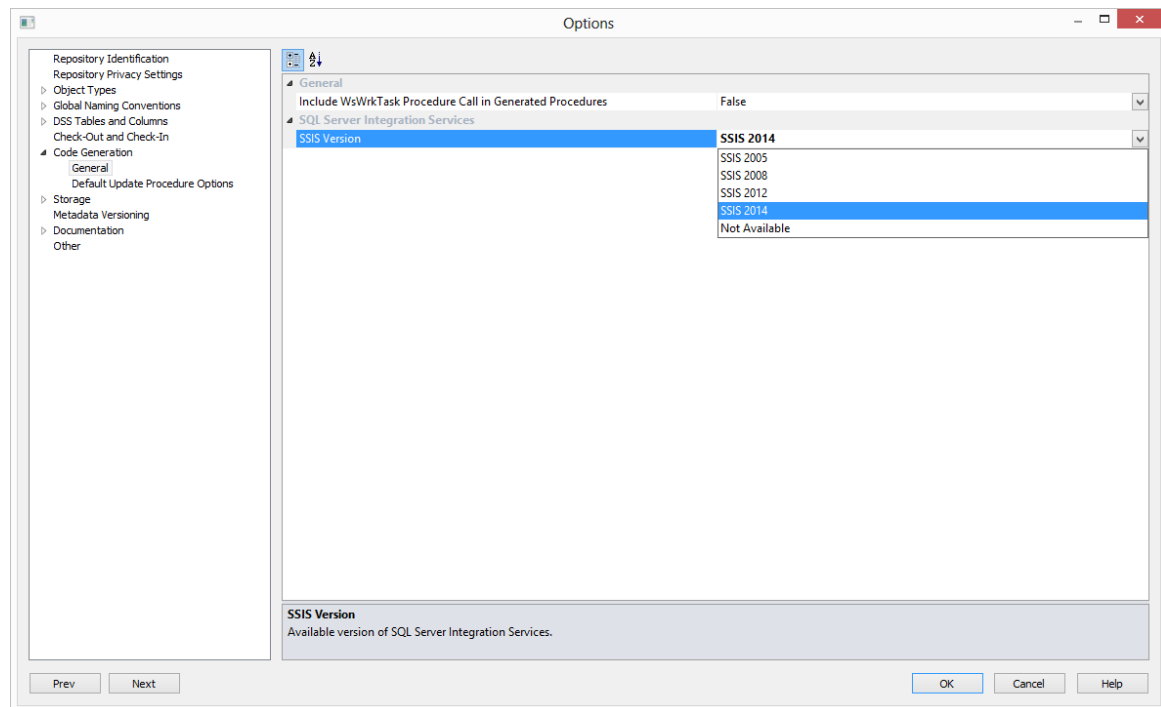 Options
Repository Identification
Repository Privacy Settings
Object Types
Global Naming Conventions
DSS Tables and Columns
Check-Out and Check-In
Code Generation
General
Default Update Procedure Options
Storage
Metadata Versioning
Documentation
Other
General
Include WsWrkTask Procedure Call in Generated Procedures False
SQL Server Integration Services
SSIS Version SSIS 2014
SSIS 2005
SSIS 2008
SSIS 2012
SSIS 2014
Not Available
SSIS Version
Available version of SQL Server Integration Services.
Prev Next OK Cancel Help